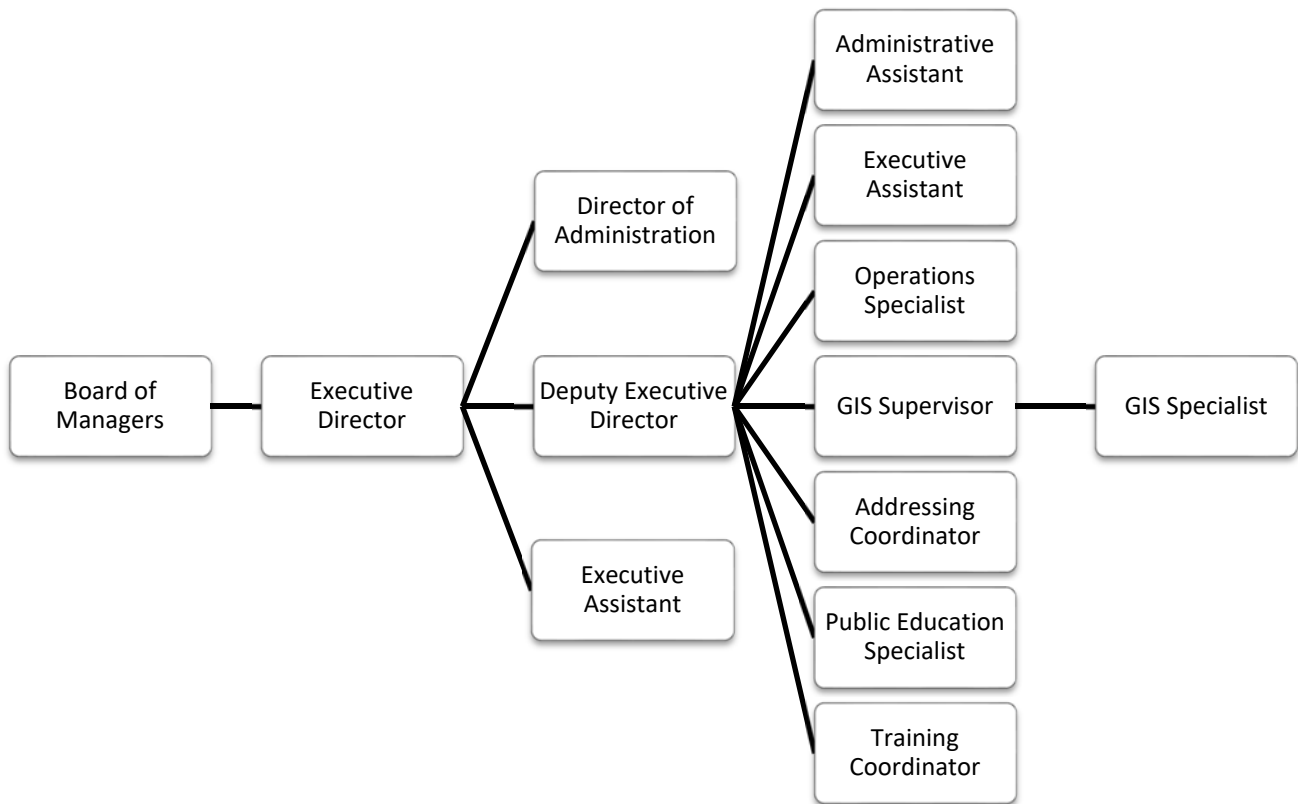 Board of
Managers
Executive
Director
Director of
Administration
Deputy Executive
Director
Executive
Assistant
Administrative
Assistant
Executive
Assistant
Operations
Specialist
GIS Supervisor
Addressing
Coordinator
Public Education
Specialist
Training
Coordinator
GIS Specialist